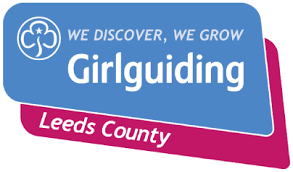 WE DISCOVER, WE GROW
Girlguiding
Leeds County